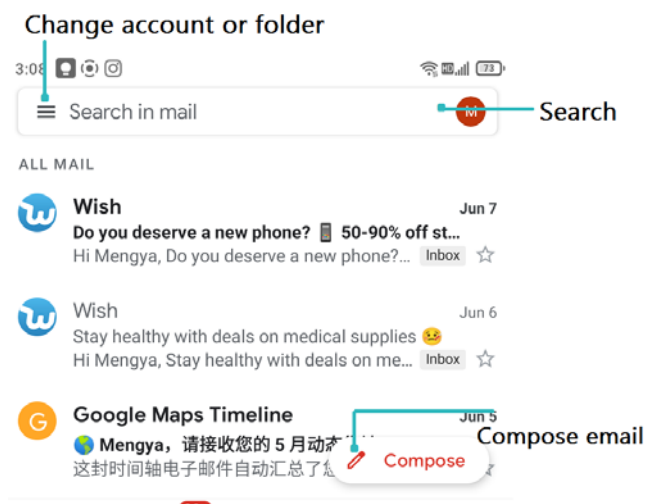 Change account or folder
3:08
HD
73
Search in mail
M
Search
ALL MAIL
Wish
Jun 7
Do you deserve a new phone? 📱 50-90% off st...
Hi Mengya, Do you deserve a new phone?...
Inbox
Wish
Jun 6
Stay healthy with deals on medical supplies 🤒
Hi Mengya, Stay healthy with deals on me...
Inbox
G
Google Maps Timeline
Jun 5
🌎 Mengya，请接收您的 5 月动态
Compose email
这封时间轴电子邮件自动汇总了
Compose